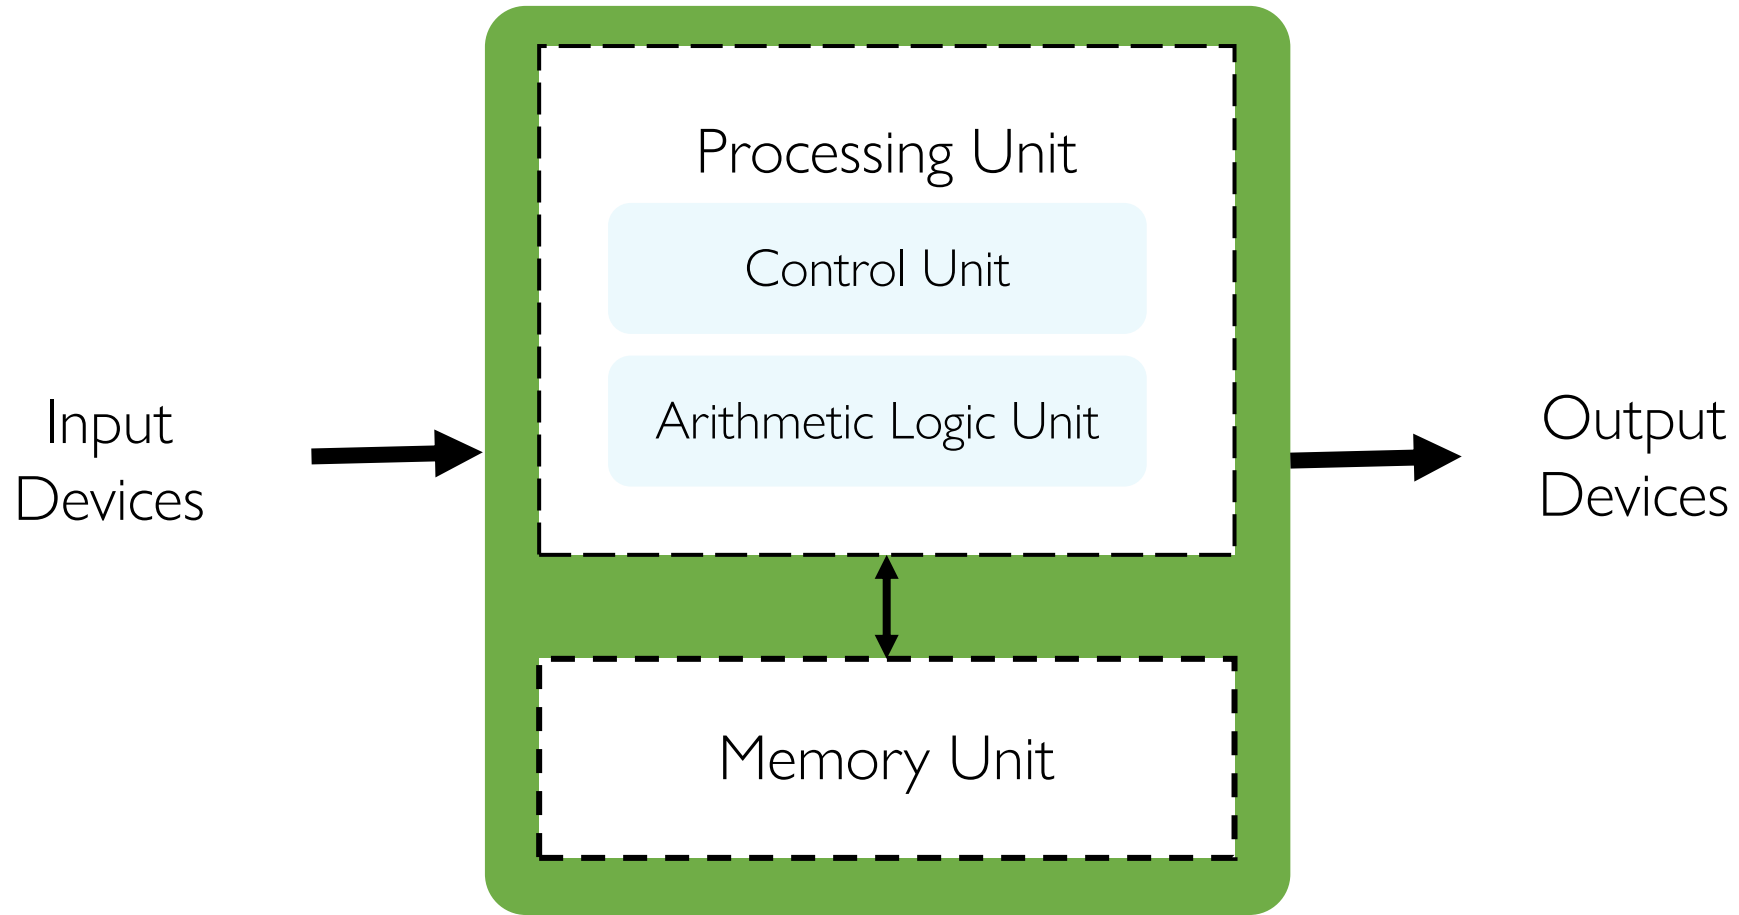 Processing Unit
Control Unit
Arithmetic Logic Unit
Input
Devices
Output
Devices
Memory Unit